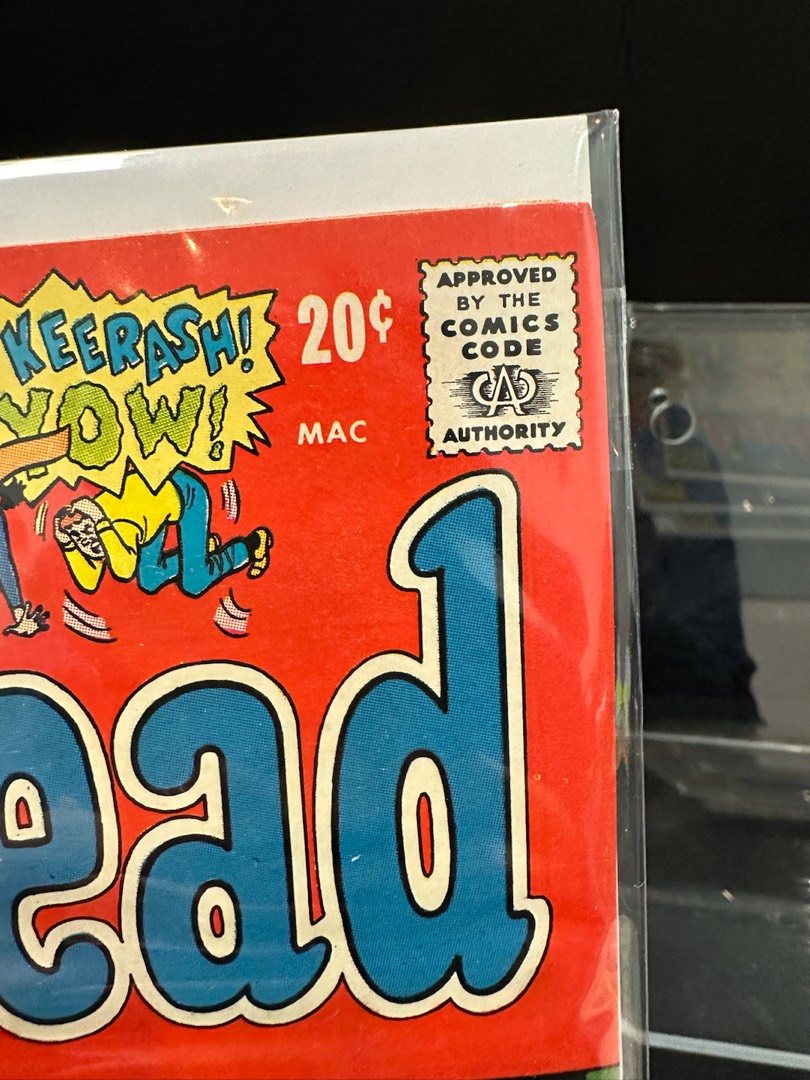 KEERASH!
YOW!
20¢
MAC
APPROVED
BY THE
COMICS
CODE
CA
AUTHORITY
ead